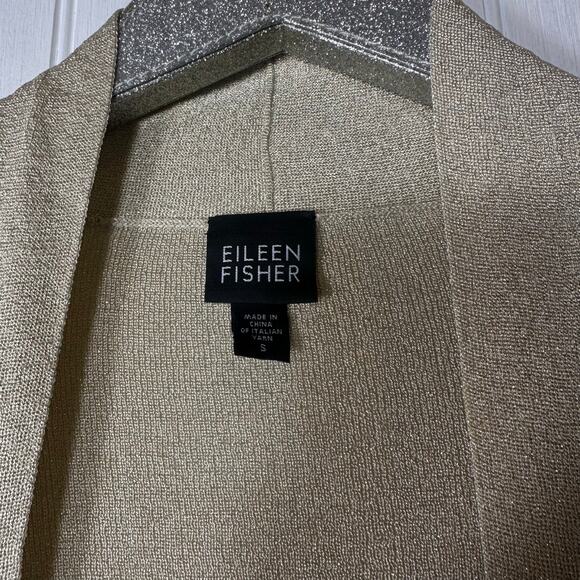 EILEEN
FISHER
MADE IN
CHINA
OF ITALIAN
YARN
S